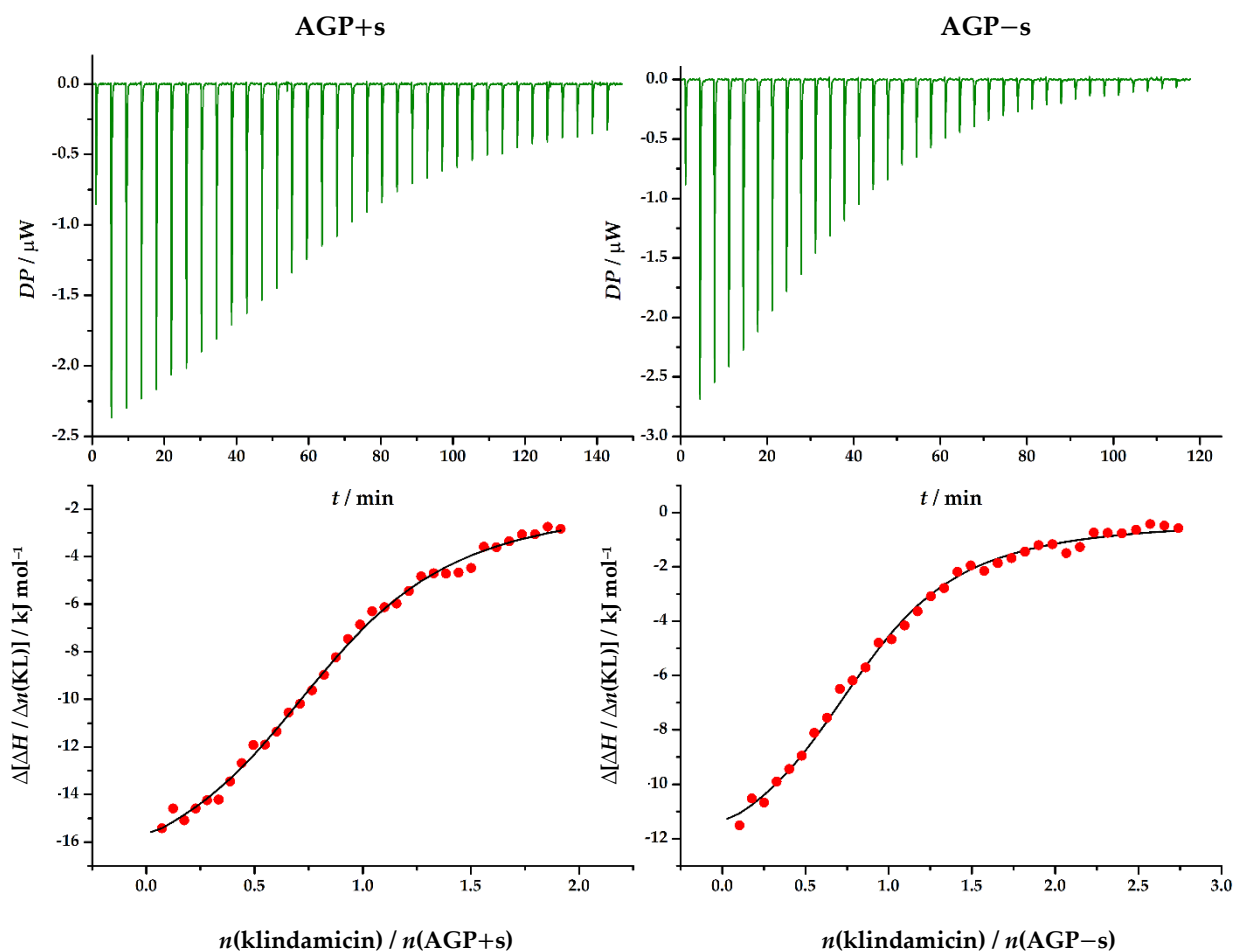 AGP+s
AGP−s
0.0
-0.5
-1.0
-1.5
-2.0
-2.5
DP / μW
0 20 40 60 80 100 120 140
t / min
0.0
-0.5
-1.0
-1.5
-2.0
-2.5
-3.0
DP / μW
0 20 40 60 80 100 120
t / min
-2
-4
-6
-8
-10
-12
-14
-16
Δ[ΔH / Δn(KL)] / kJ mol⁻¹
0.0 0.5 1.0 1.5 2.0
n(klindamicin) / n(AGP+s)
0
-2
-4
-6
-8
-10
-12
Δ[ΔH / Δn(KL)] / kJ mol⁻¹
0.0 0.5 1.0 1.5 2.0 2.5 3.0
n(klindamicin) / n(AGP−s)